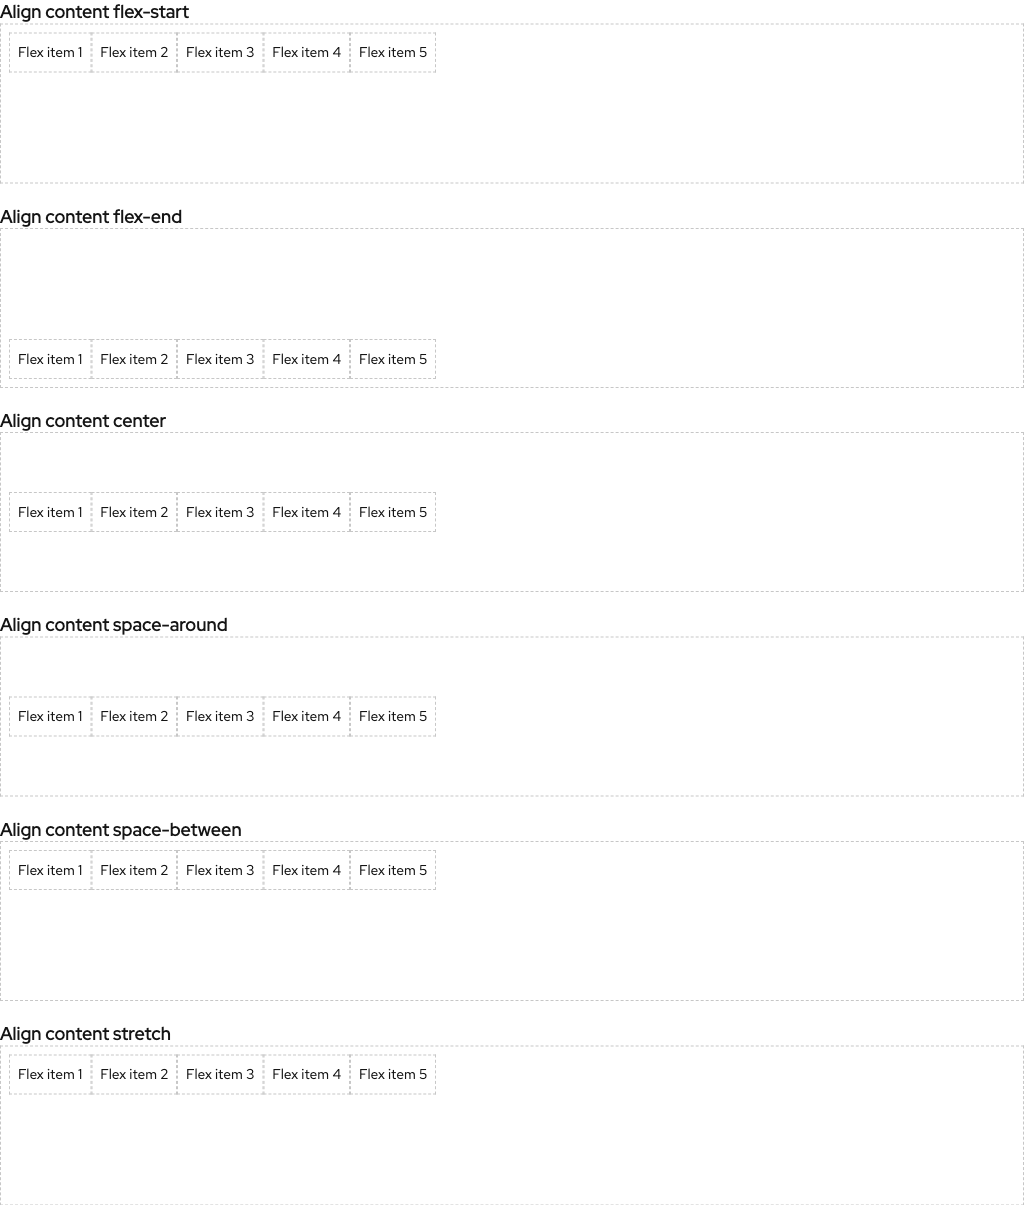 Align content flex-start
Flex item 1 Flex item 2 Flex item 3 Flex item 4 Flex item 5
Align content flex-end
Flex item 1 Flex item 2 Flex item 3 Flex item 4 Flex item 5
Align content center
Flex item 1 Flex item 2 Flex item 3 Flex item 4 Flex item 5
Align content space-around
Flex item 1 Flex item 2 Flex item 3 Flex item 4 Flex item 5
Align content space-between
Flex item 1 Flex item 2 Flex item 3 Flex item 4 Flex item 5
Align content stretch
Flex item 1 Flex item 2 Flex item 3 Flex item 4 Flex item 5